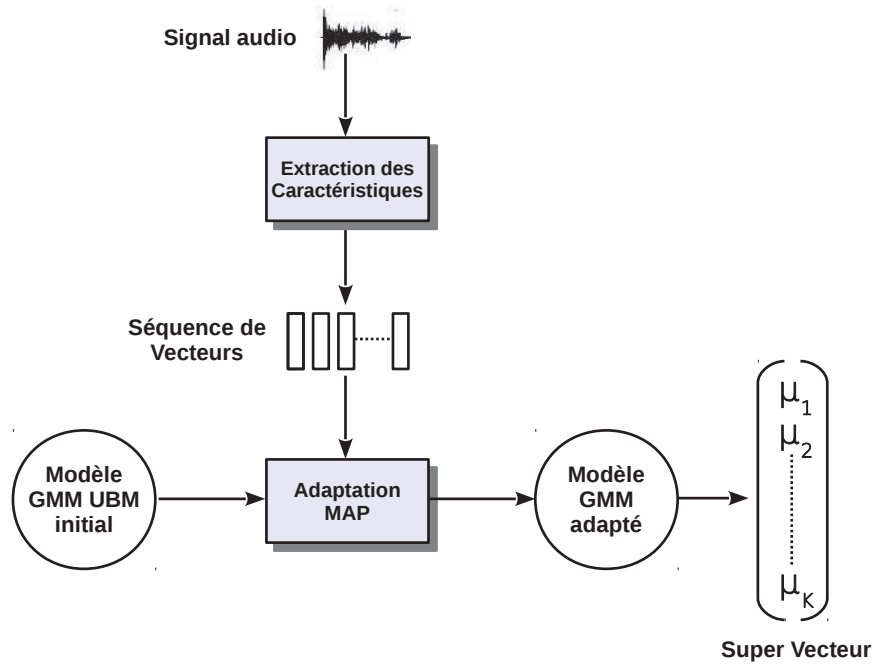 Signal audio
Extraction des
Caractéristiques
Séquence de
Vecteurs
Modèle
GMM UBM
initial
Adaptation
MAP
Modèle
GMM
adapté
μ1
μ2
μK
Super Vecteur